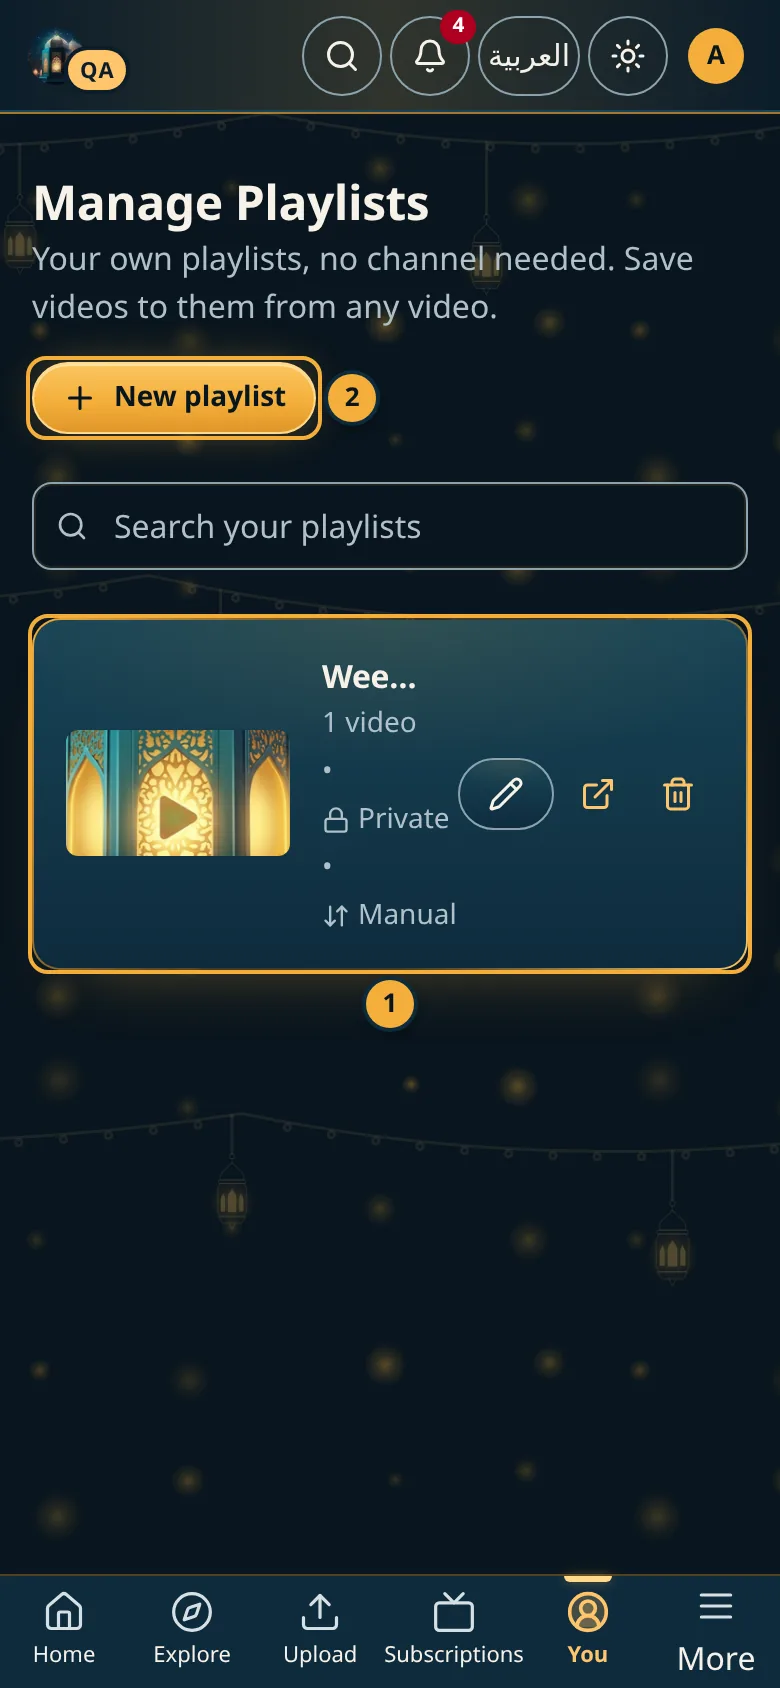 QA
4
العربية
A
Manage Playlists
Your own playlists, no channel needed. Save
videos to them from any video.
New playlist
2
Search your playlists
Wee...
1 video
•
Private
•
Manual
1
Home
Explore
Upload
Subscriptions
You
More